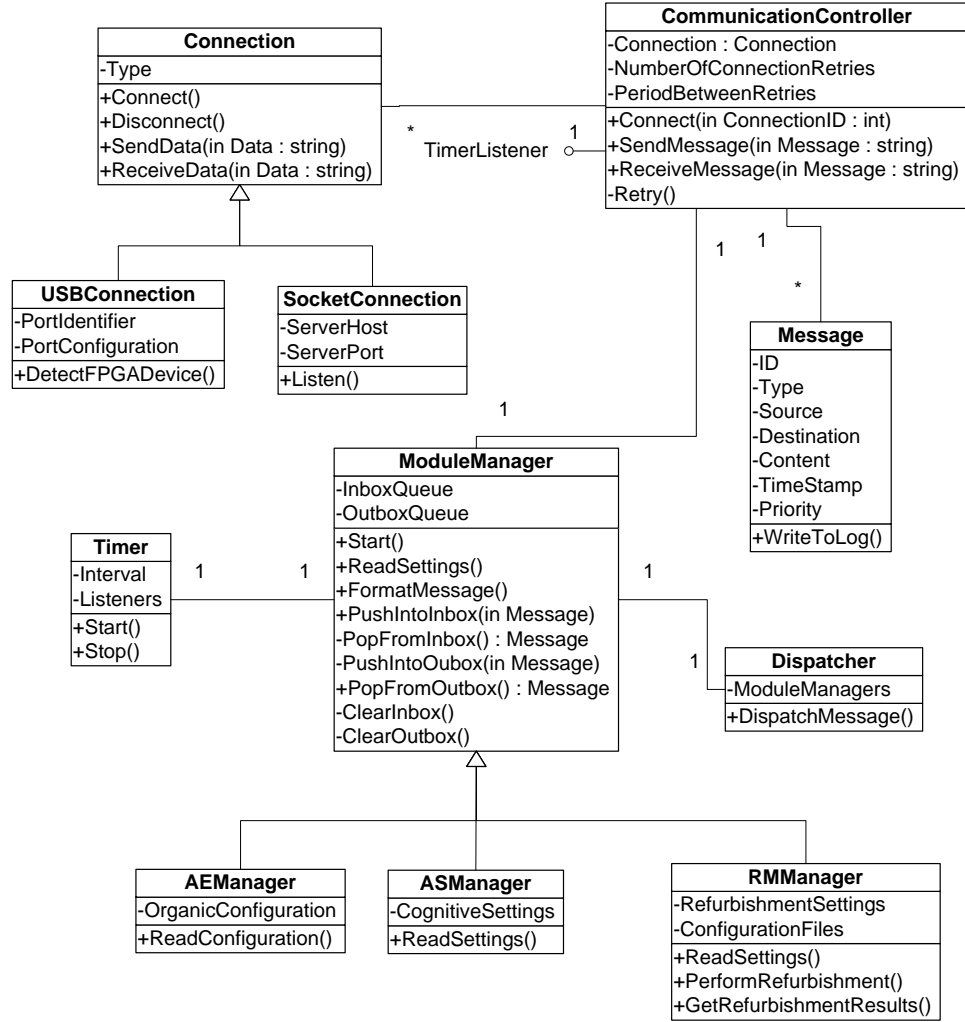 Connection
-Type
+Connect()
+Disconnect()
+SendData(in Data : string)
+ReceiveData(in Data : string)
CommunicationController
-Connection : Connection
-NumberOfConnectionRetries
-PeriodBetweenRetries
+Connect(in ConnectionID : int)
+SendMessage(in Message : string)
+ReceiveMessage(in Message : string)
-Retry()
*
1
TimerListener
USBConnection
-PortIdentifier
-PortConfiguration
+DetectFPGADevice()
SocketConnection
-ServerHost
-ServerPort
+Listen()
1
1
*
Message
-ID
-Type
-Source
-Destination
-Content
-TimeStamp
-Priority
+WriteToLog()
1
ModuleManager
-InboxQueue
-OutboxQueue
+Start()
+ReadSettings()
+FormatMessage()
+PushIntoInbox(in Message)
-PopFromInbox() : Message
-PushIntoOubox(in Message)
+PopFromOutbox() : Message
-ClearInbox()
-ClearOutbox()
Timer
-Interval
-Listeners
+Start()
+Stop()
1
1
1
1
Dispatcher
-ModuleManagers
+DispatchMessage()
AEManager
-OrganicConfiguration
+ReadConfiguration()
ASManager
-CognitiveSettings
+ReadSettings()
RMManager
-RefurbishmentSettings
-ConfigurationFiles
+ReadSettings()
+PerformRefurbishment()
+GetRefurbishmentResults()